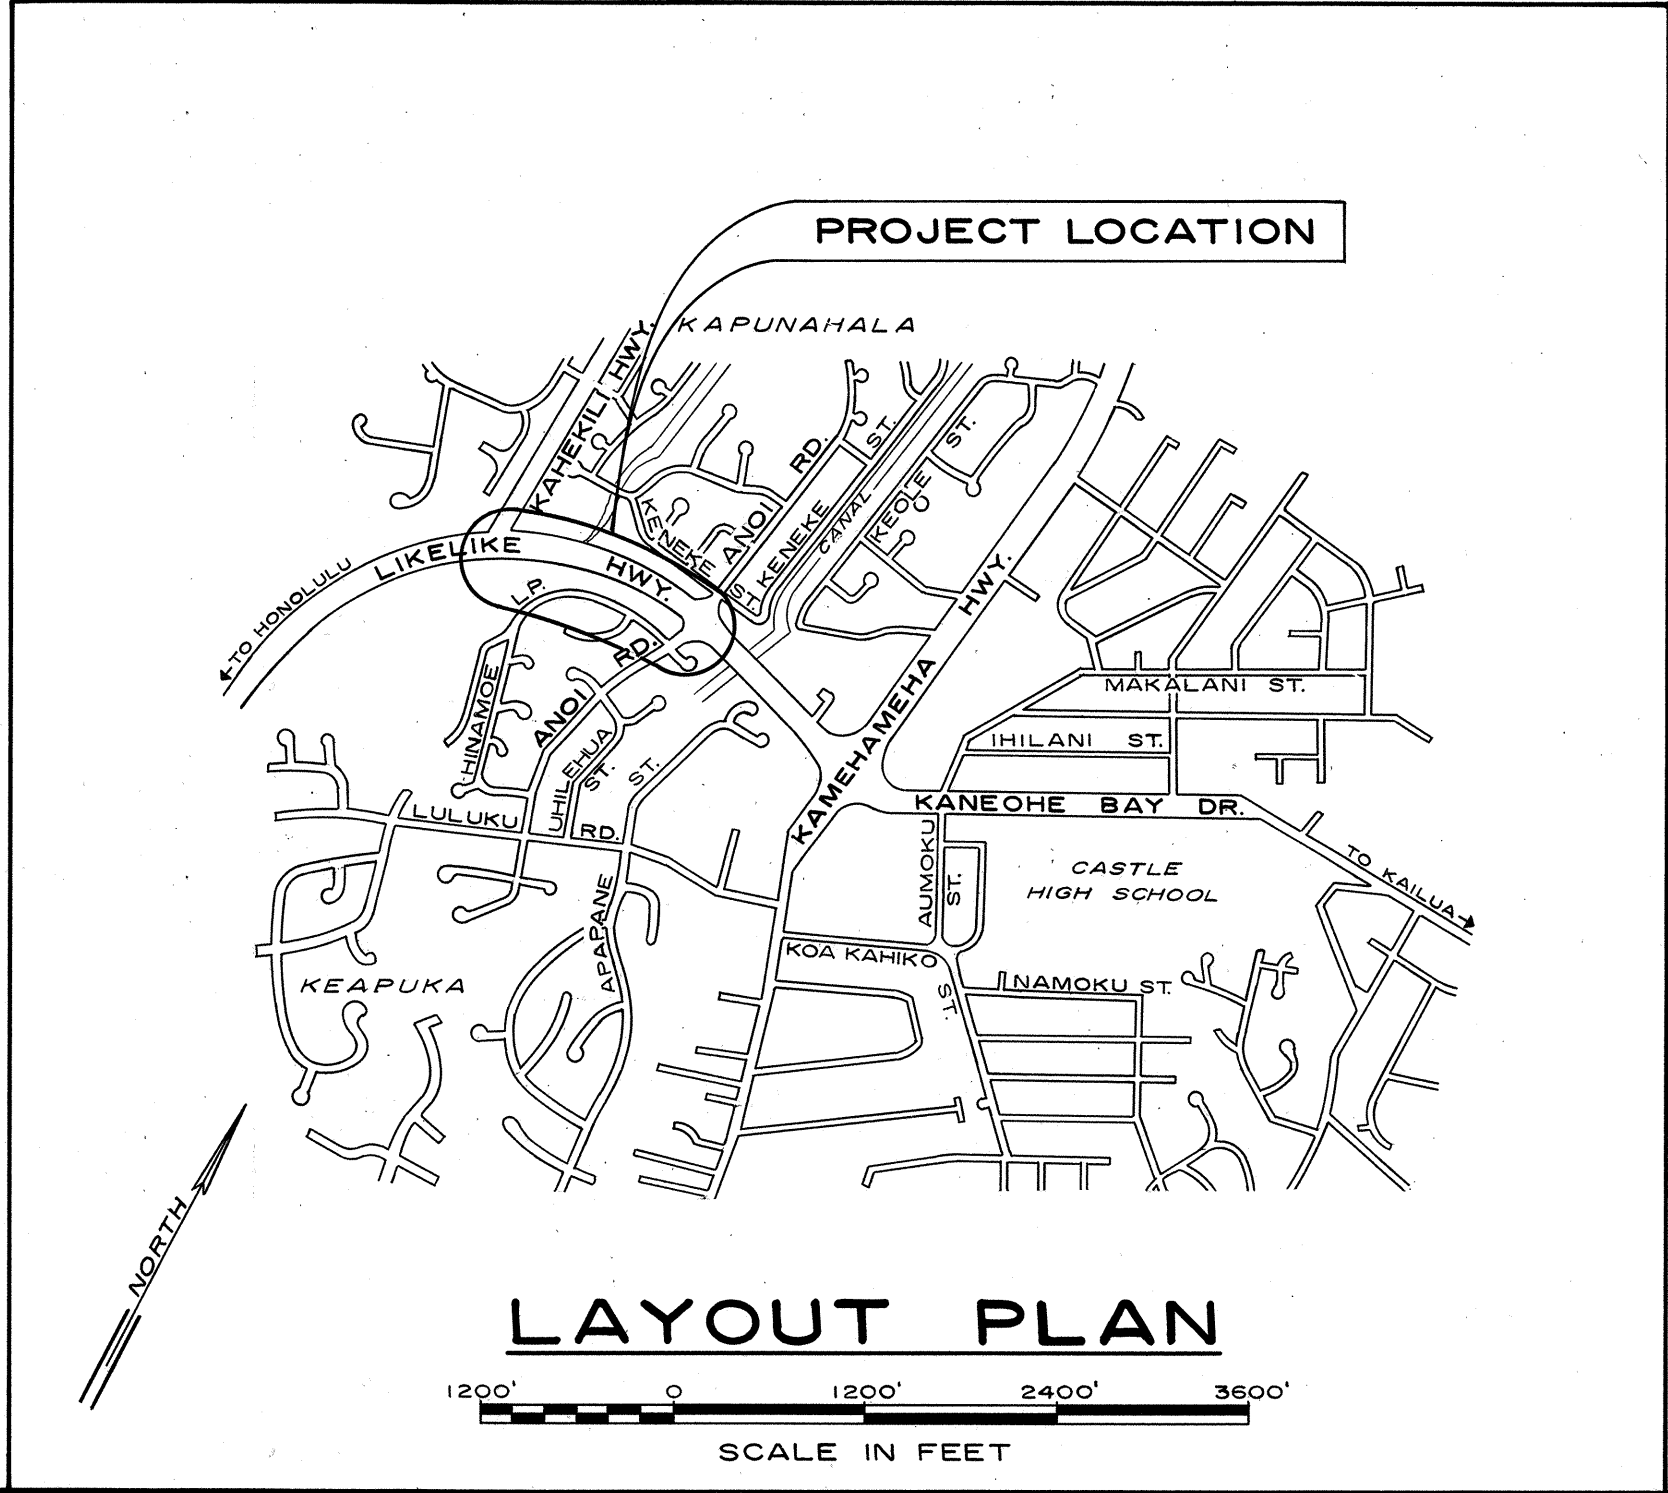 PROJECT LOCATION
KAPUNAHALA
KAHEKILI HWY.
LIKELIKE HWY.
TO HONOLULU
KENEKE ST.
ANOI RD.
KENEKE ST.
CANAL
KEOLE ST.
LP.
HINAMOE
ANOI RD.
UHILEHUA ST.
ST.
KAMEHAMEHA HWY.
MAKALANI ST.
IHILANI ST.
KANEOHE BAY DR.
TO KAILUA
LULUKU RD.
AUMOKU ST.
CASTLE
HIGH SCHOOL
APAPANE
KOA KAHIKO ST.
NAMOKU ST.
KEAPUKA
NORTH
LAYOUT PLAN
1200' 0 1200' 2400' 3600'
SCALE IN FEET